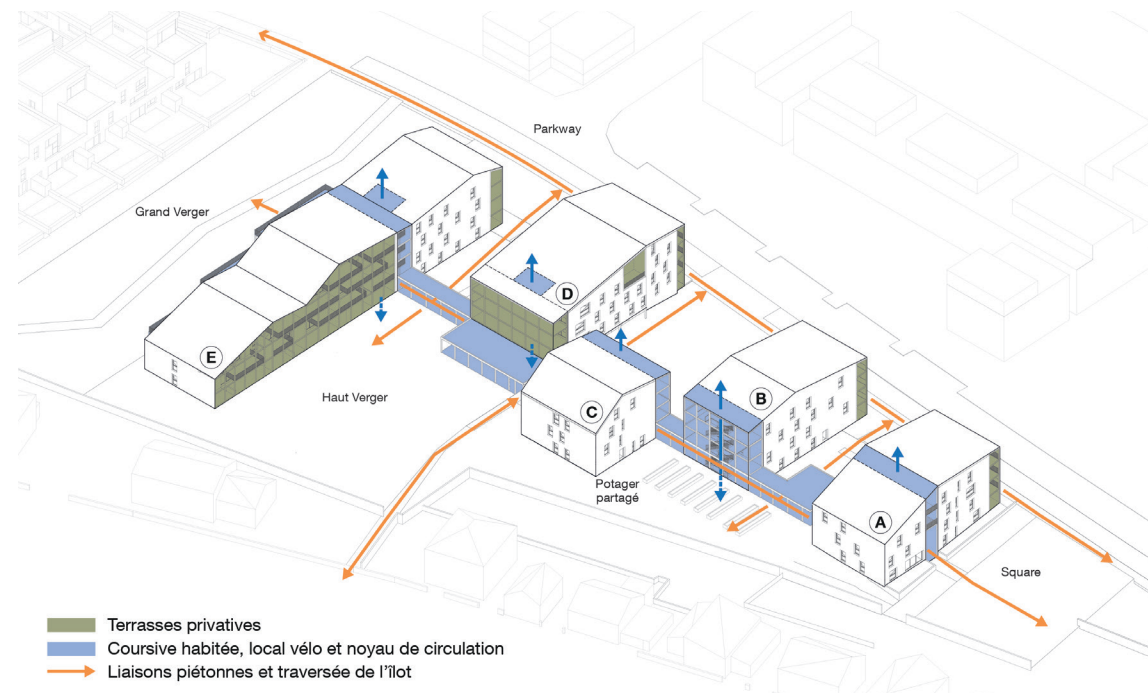 Parkway
Grand Verger
D
E
B
Haut Verger
C
Potager
partagé
A
Square
Terrasses privatives
Coursive habitée, local vélo et noyau de circulation
Liaisons piétonnes et traversée de l'îlot